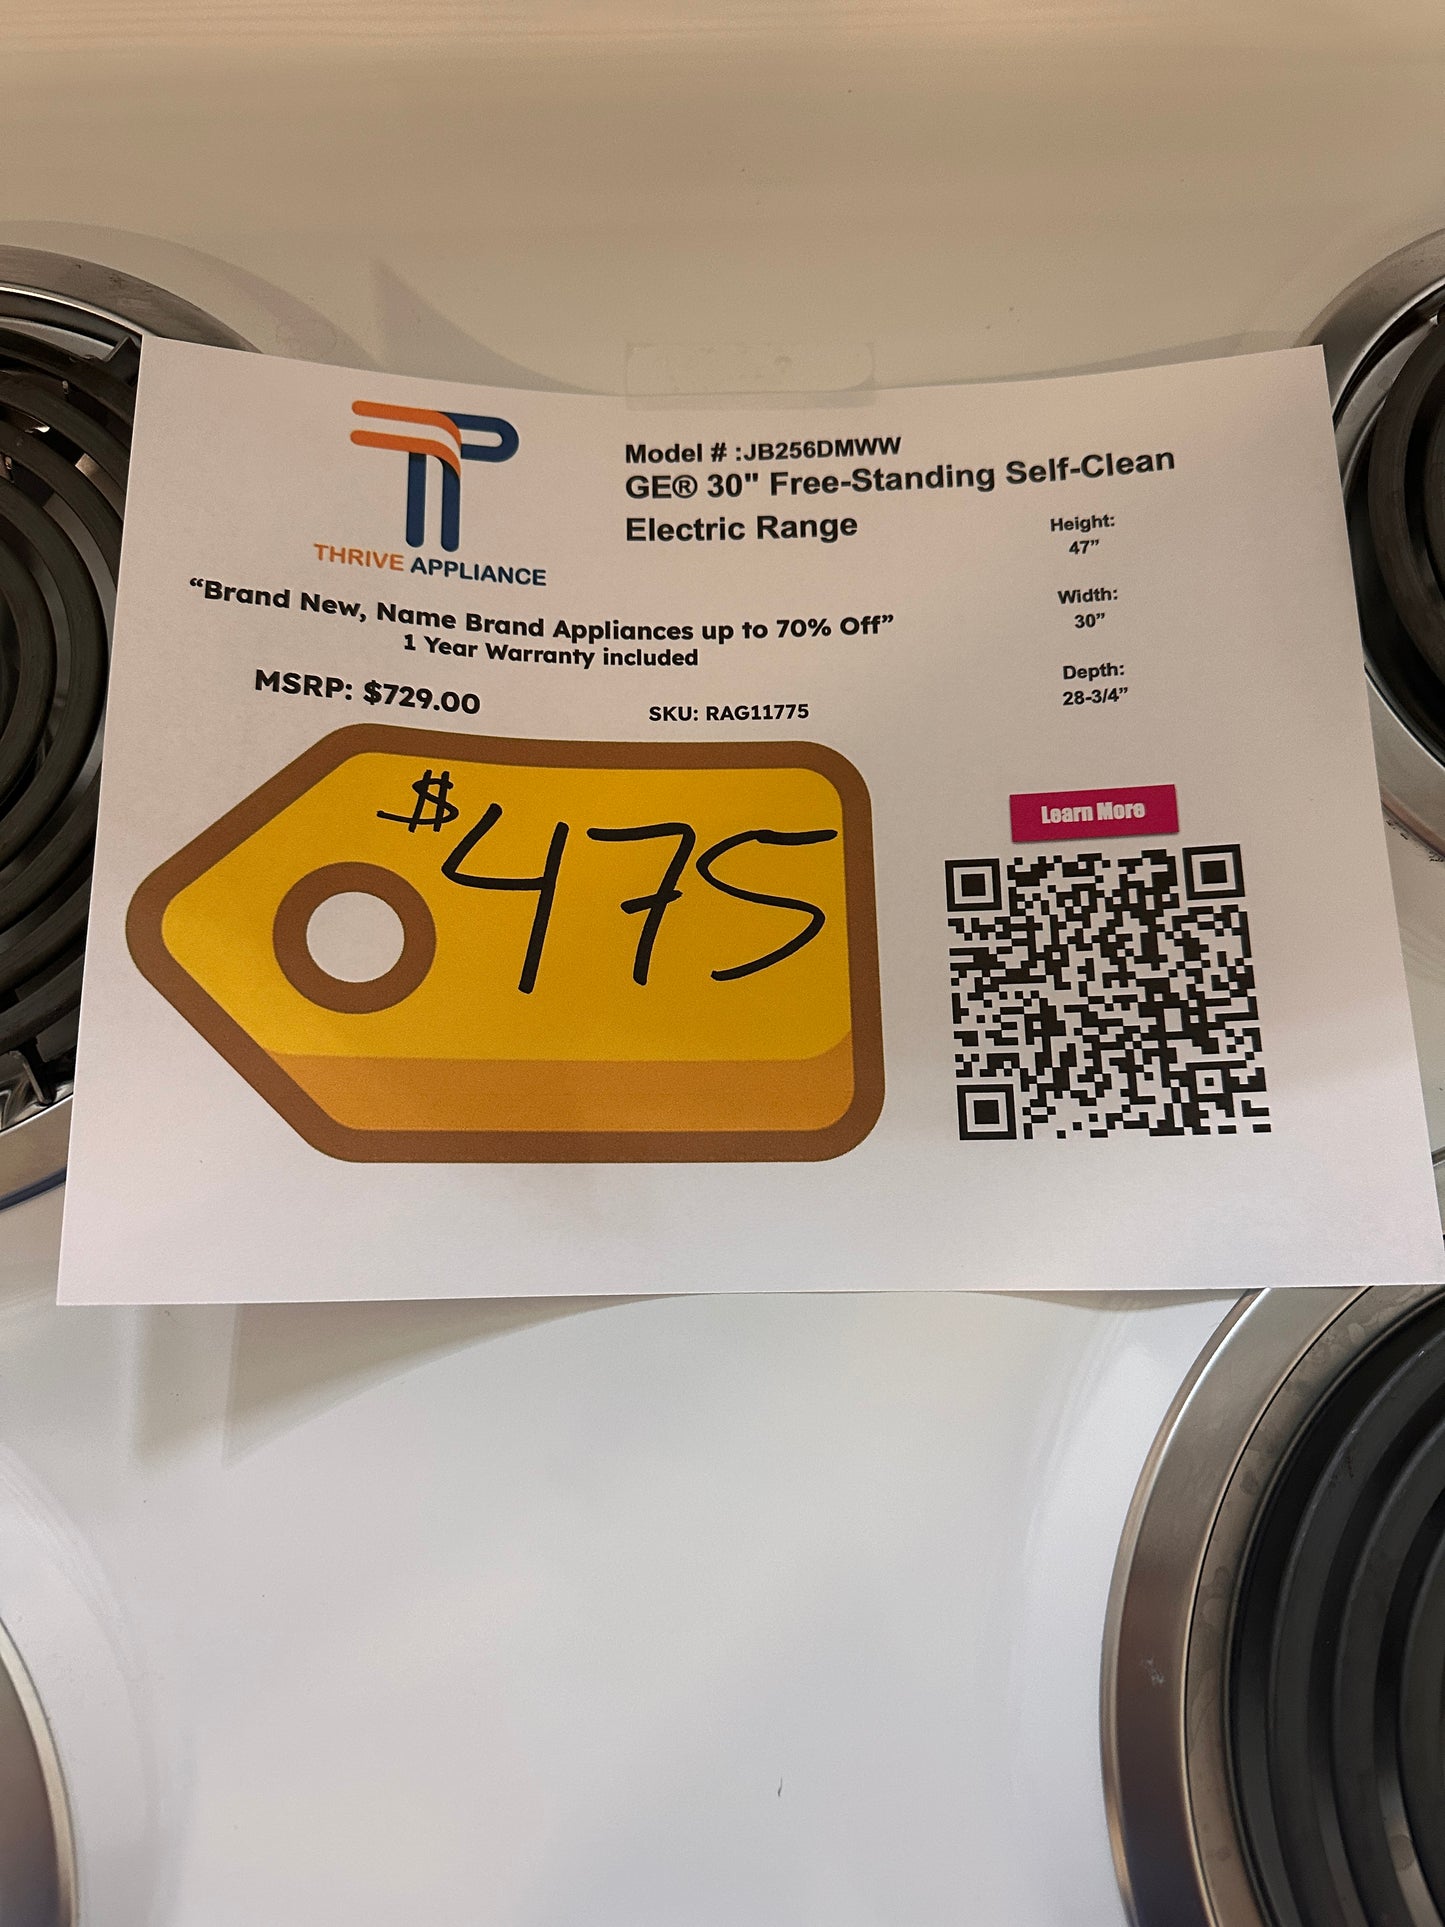 THRIVE APPLIANCE
Model # :JB256DMWW
GE® 30" Free-Standing Self-Clean
Electric Range
Height:
47”
Width:
30”
Depth:
28-3/4”
“Brand New, Name Brand Appliances up to 70% Off”
1 Year Warranty included
MSRP: $729.00
SKU: RAG11775
$475
Learn More